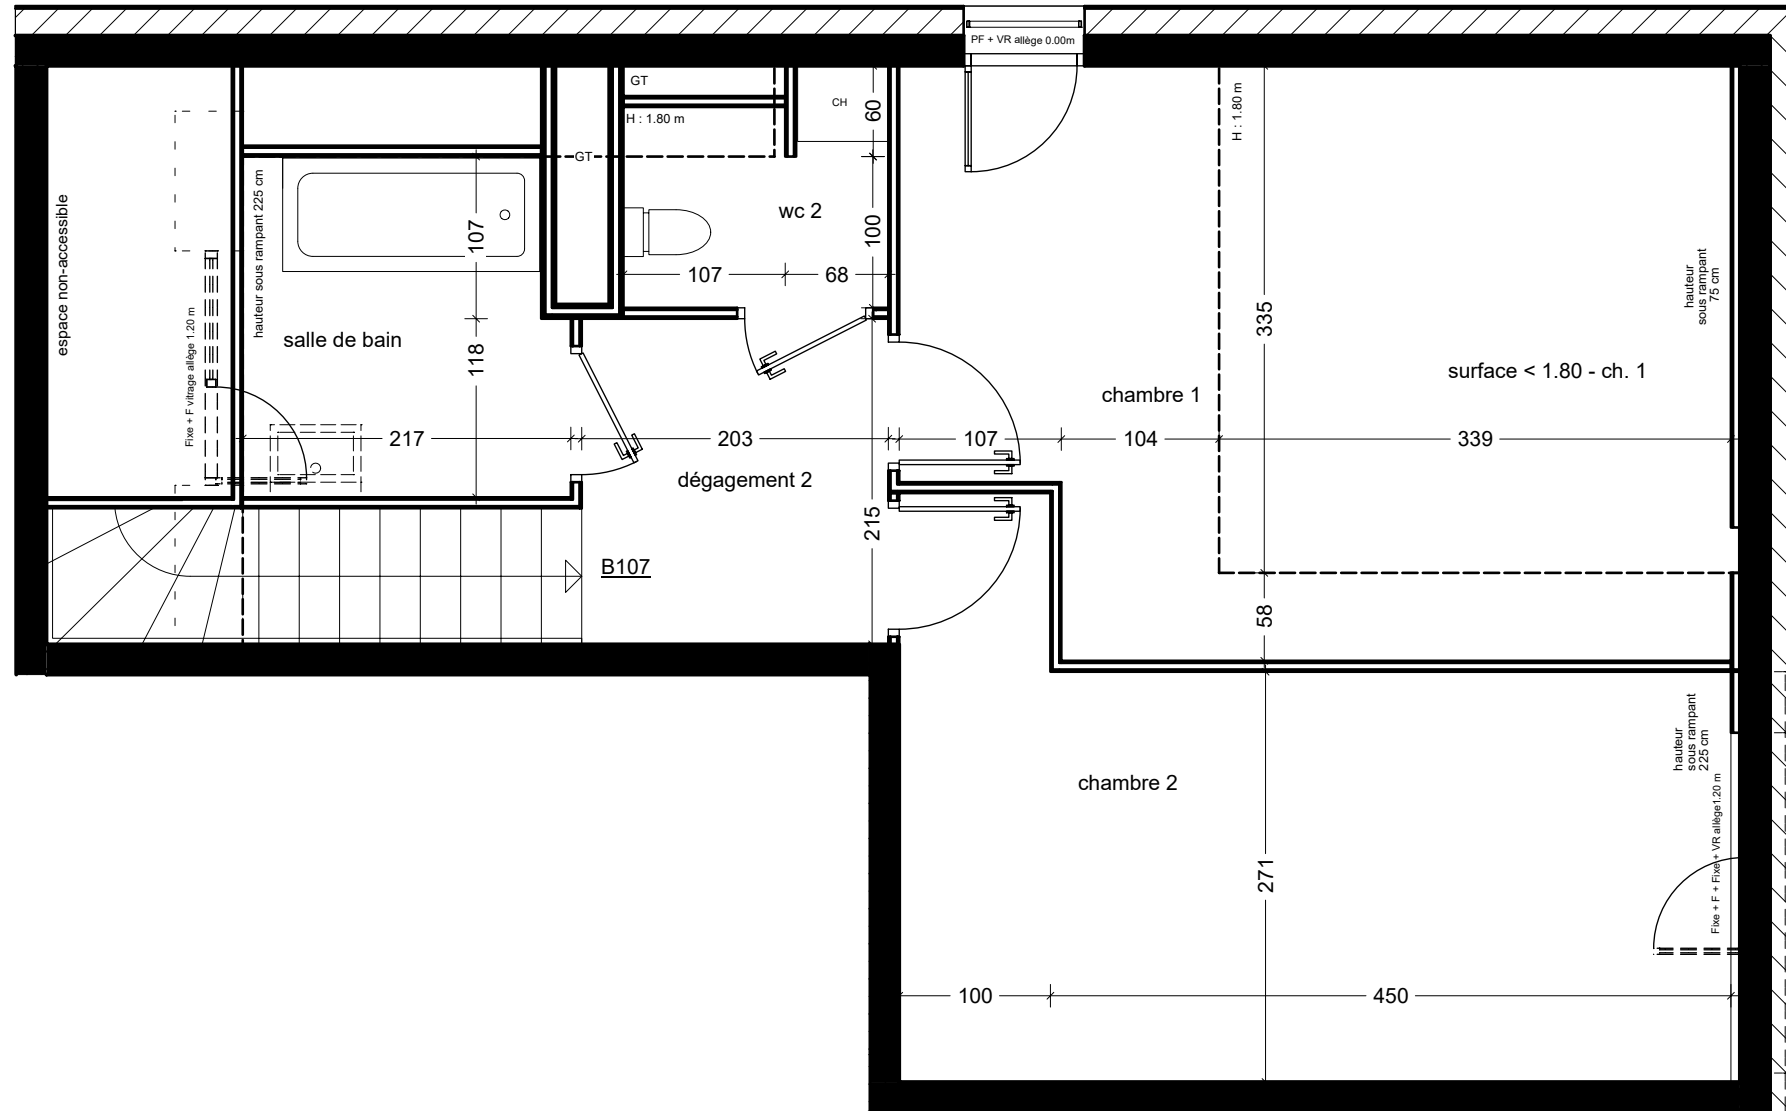 PF + VR allège 0.00m
GT
CH
60
H : 1.80 m
H : 1.80 m
GT
espace non-accessible
hauteur sous rampant 225 cm
107
wc 2
100
107
68
hauteur
sous rampant
75 cm
Fixe + F vitrage allège 1.20 m
salle de bain
118
335
surface < 1.80 - ch. 1
chambre 1
217
203
107
104
339
dégagement 2
215
B107
58
hauteur
sous rampant
225 cm
Fixe + F + Fixe + VR allège1.20 m
chambre 2
271
100
450